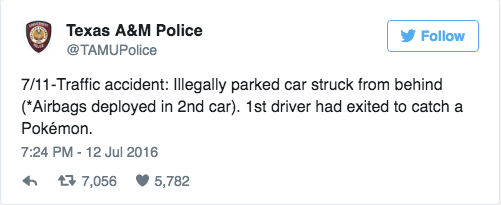 Texas A&M Police
@TAMUPolice
Follow
7/11-Traffic accident: Illegally parked car struck from behind
(*Airbags deployed in 2nd car). 1st driver had exited to catch a
Pokémon.
7:24 PM - 12 Jul 2016
7,056 5,782